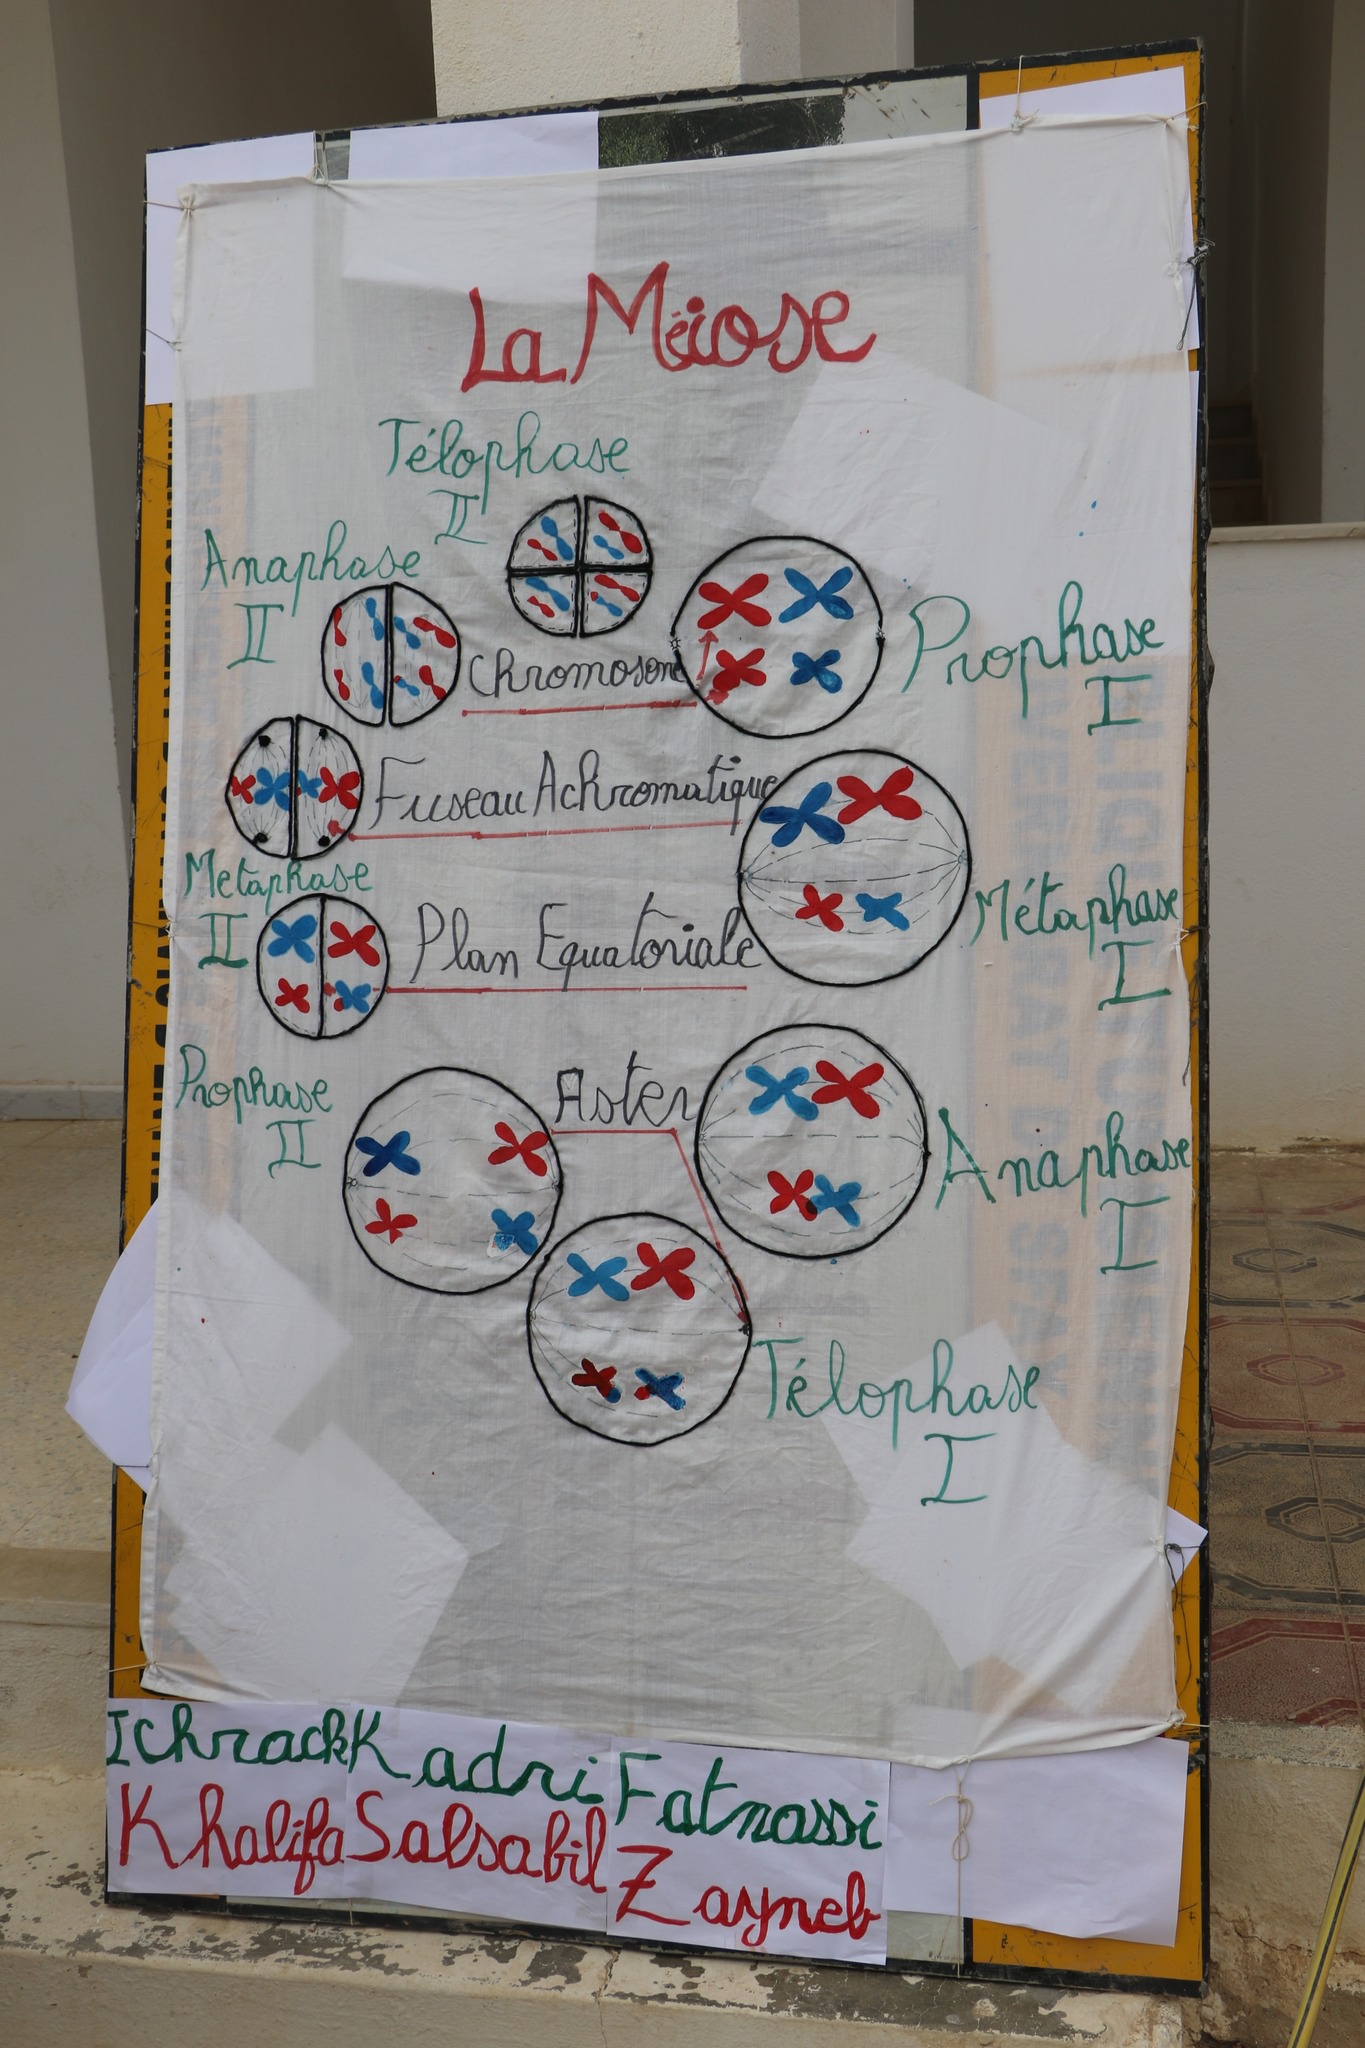 La Méiose
Télophase
II
Anaphase
II
Chromosome
Prophase
I
Fuseau Achromatique
Métaphase
II
Métaphase
I
Plan Equatoriale
Prophase
II
Aster
Anaphase
I
Télophase
I
Ichrack Kadri Fatnassi
Khalifa Salsabil Zayneb